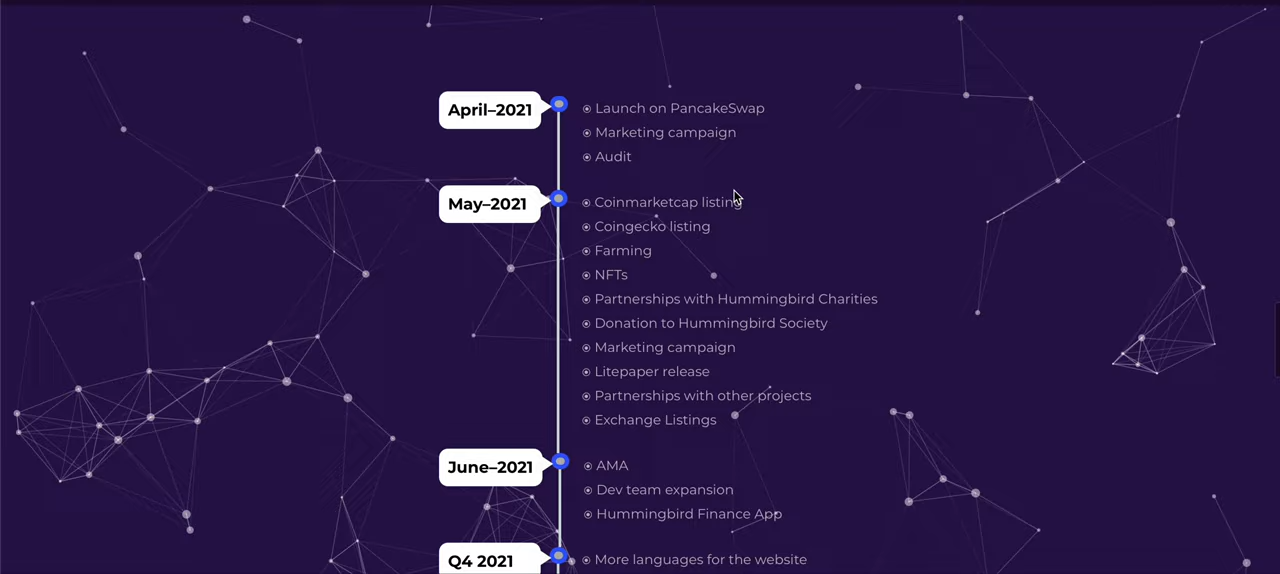 April–2021
Launch on PancakeSwap
Marketing campaign
Audit
May–2021
Coinmarketcap listing
Coingecko listing
Farming
NFTs
Partnerships with Hummingbird Charities
Donation to Hummingbird Society
Marketing campaign
Litepaper release
Partnerships with other projects
Exchange Listings
June–2021
AMA
Dev team expansion
Hummingbird Finance App
Q4 2021
More languages for the website